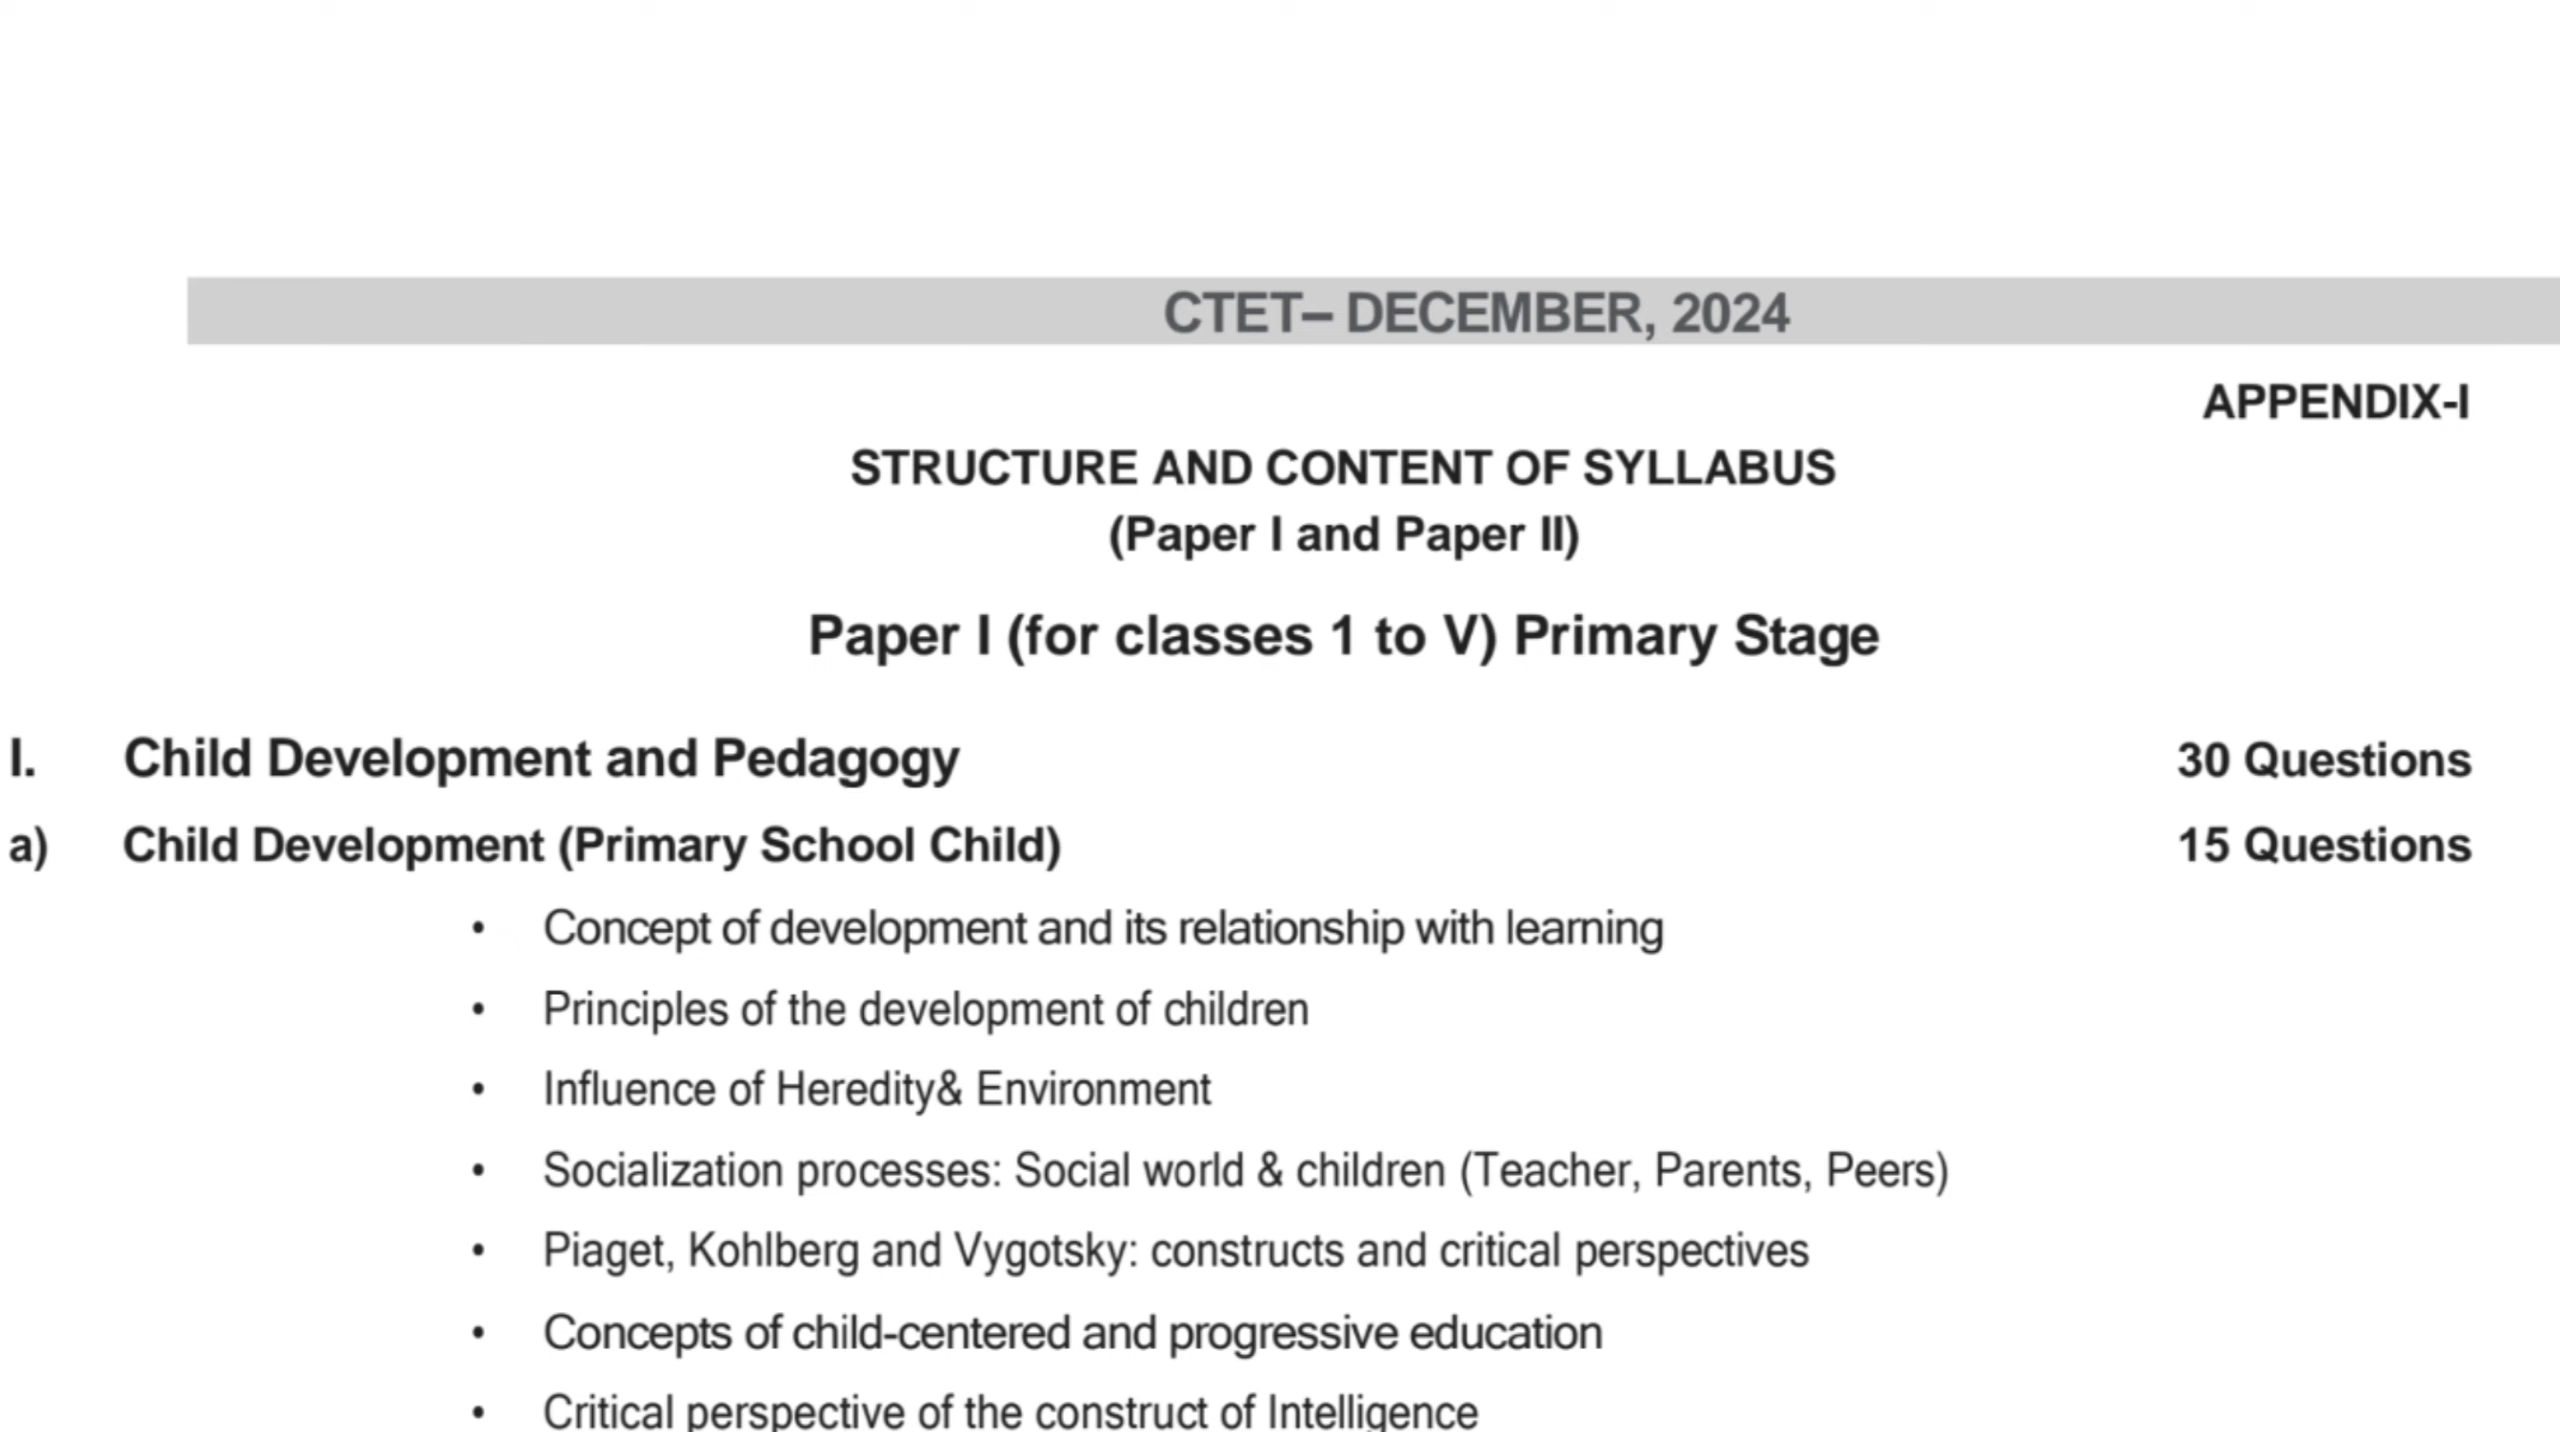 CTET– DECEMBER, 2024
APPENDIX-I
STRUCTURE AND CONTENT OF SYLLABUS
(Paper I and Paper II)
Paper I (for classes 1 to V) Primary Stage
I. Child Development and Pedagogy 30 Questions
a) Child Development (Primary School Child) 15 Questions
• Concept of development and its relationship with learning
• Principles of the development of children
• Influence of Heredity& Environment
• Socialization processes: Social world & children (Teacher, Parents, Peers)
• Piaget, Kohlberg and Vygotsky: constructs and critical perspectives
• Concepts of child-centered and progressive education
• Critical perspective of the construct of Intelligence